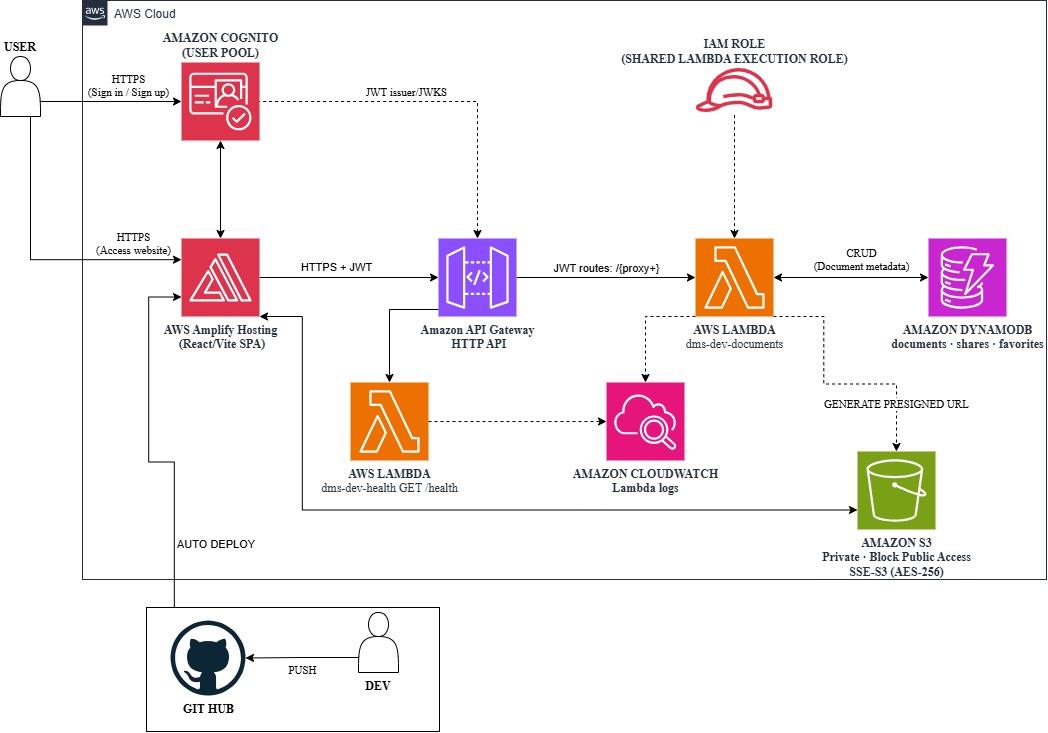 aws
AWS Cloud
USER
AMAZON COGNITO
(USER POOL)
IAM ROLE
(SHARED LAMBDA EXECUTION ROLE)
HTTPS
(Sign in / Sign up)
JWT issuer/JWKS
HTTPS
(Access website)
HTTPS + JWT
JWT routes: /{proxy+}
CRUD
(Document metadata)
AWS Amplify Hosting
(React/Vite SPA)
Amazon API Gateway
HTTP API
AWS LAMBDA
dms-dev-documents
AMAZON DYNAMODB
documents · shares · favorites
GENERATE PRESIGNED URL
AWS LAMBDA
dms-dev-health GET /health
AMAZON CLOUDWATCH
Lambda logs
AMAZON S3
Private · Block Public Access
SSE-S3 (AES-256)
AUTO DEPLOY
PUSH
DEV
GIT HUB